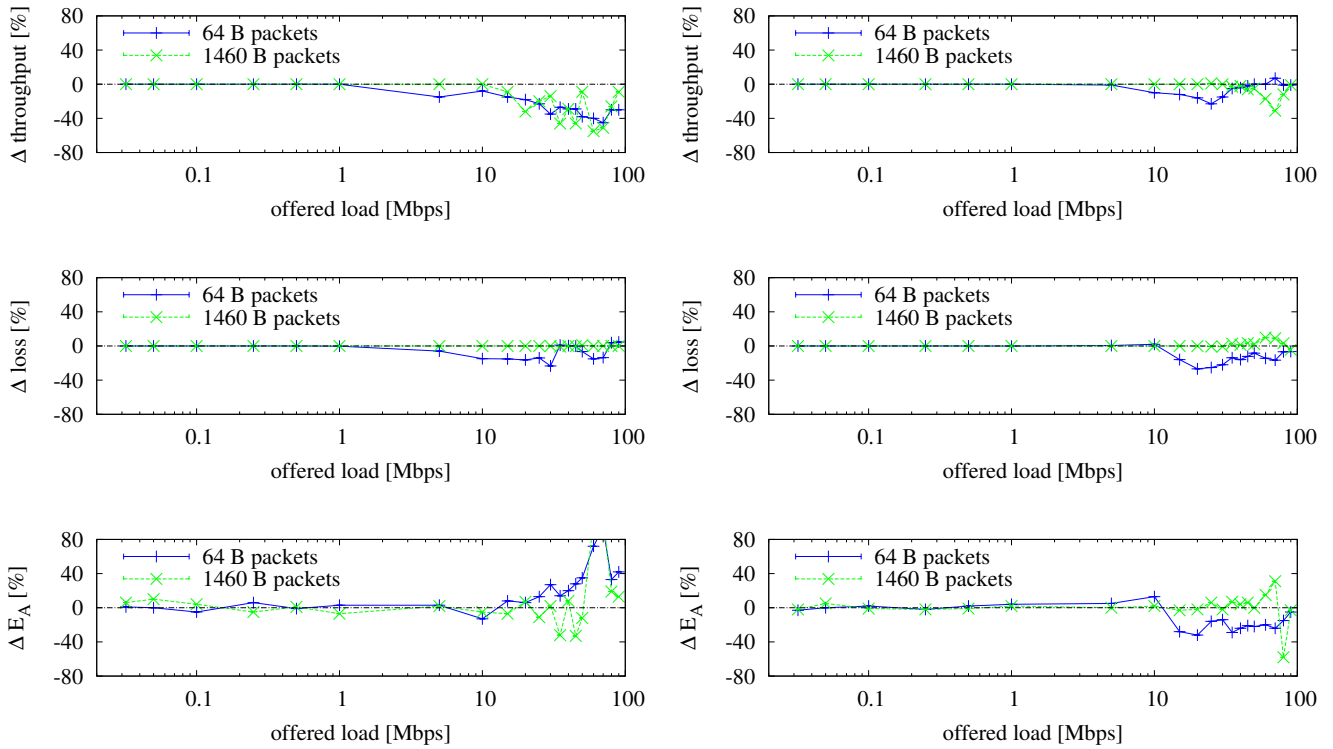 80
40
0
-40
-80
Δ throughput [%]
64 B packets
1460 B packets
0.1 1 10 100
offered load [Mbps]
80
40
0
-40
-80
Δ throughput [%]
64 B packets
1460 B packets
0.1 1 10 100
offered load [Mbps]
80
40
0
-40
-80
Δ loss [%]
64 B packets
1460 B packets
0.1 1 10 100
offered load [Mbps]
80
40
0
-40
-80
Δ loss [%]
64 B packets
1460 B packets
0.1 1 10 100
offered load [Mbps]
80
40
0
-40
-80
Δ E_A [%]
64 B packets
1460 B packets
0.1 1 10 100
offered load [Mbps]
80
40
0
-40
-80
Δ E_A [%]
64 B packets
1460 B packets
0.1 1 10 100
offered load [Mbps]